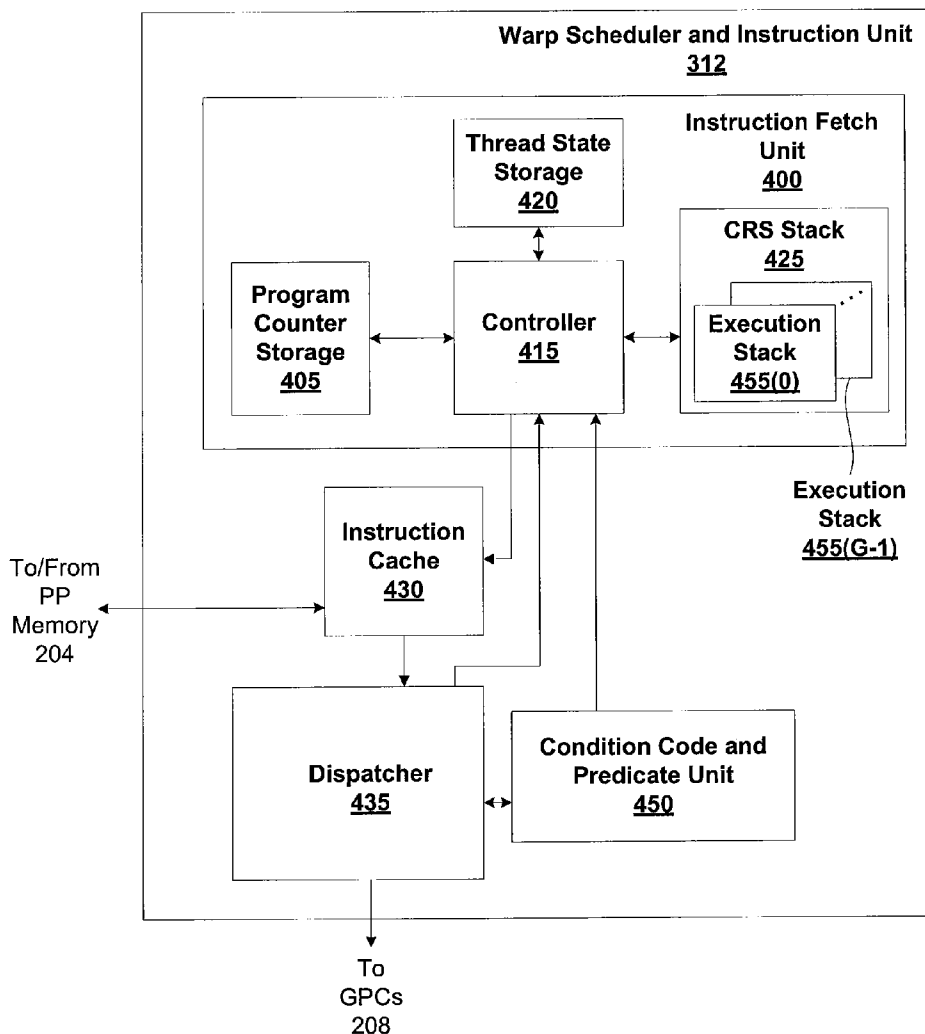 Warp Scheduler and Instruction Unit
312
Instruction Fetch
Unit
400
Thread State
Storage
420
CRS Stack
425
Program
Counter
Storage
405
Controller
415
Execution
Stack
455(0)
Execution
Stack
455(G-1)
Instruction
Cache
430
To/From
PP
Memory
204
Dispatcher
435
Condition Code and
Predicate Unit
450
To
GPCs
208